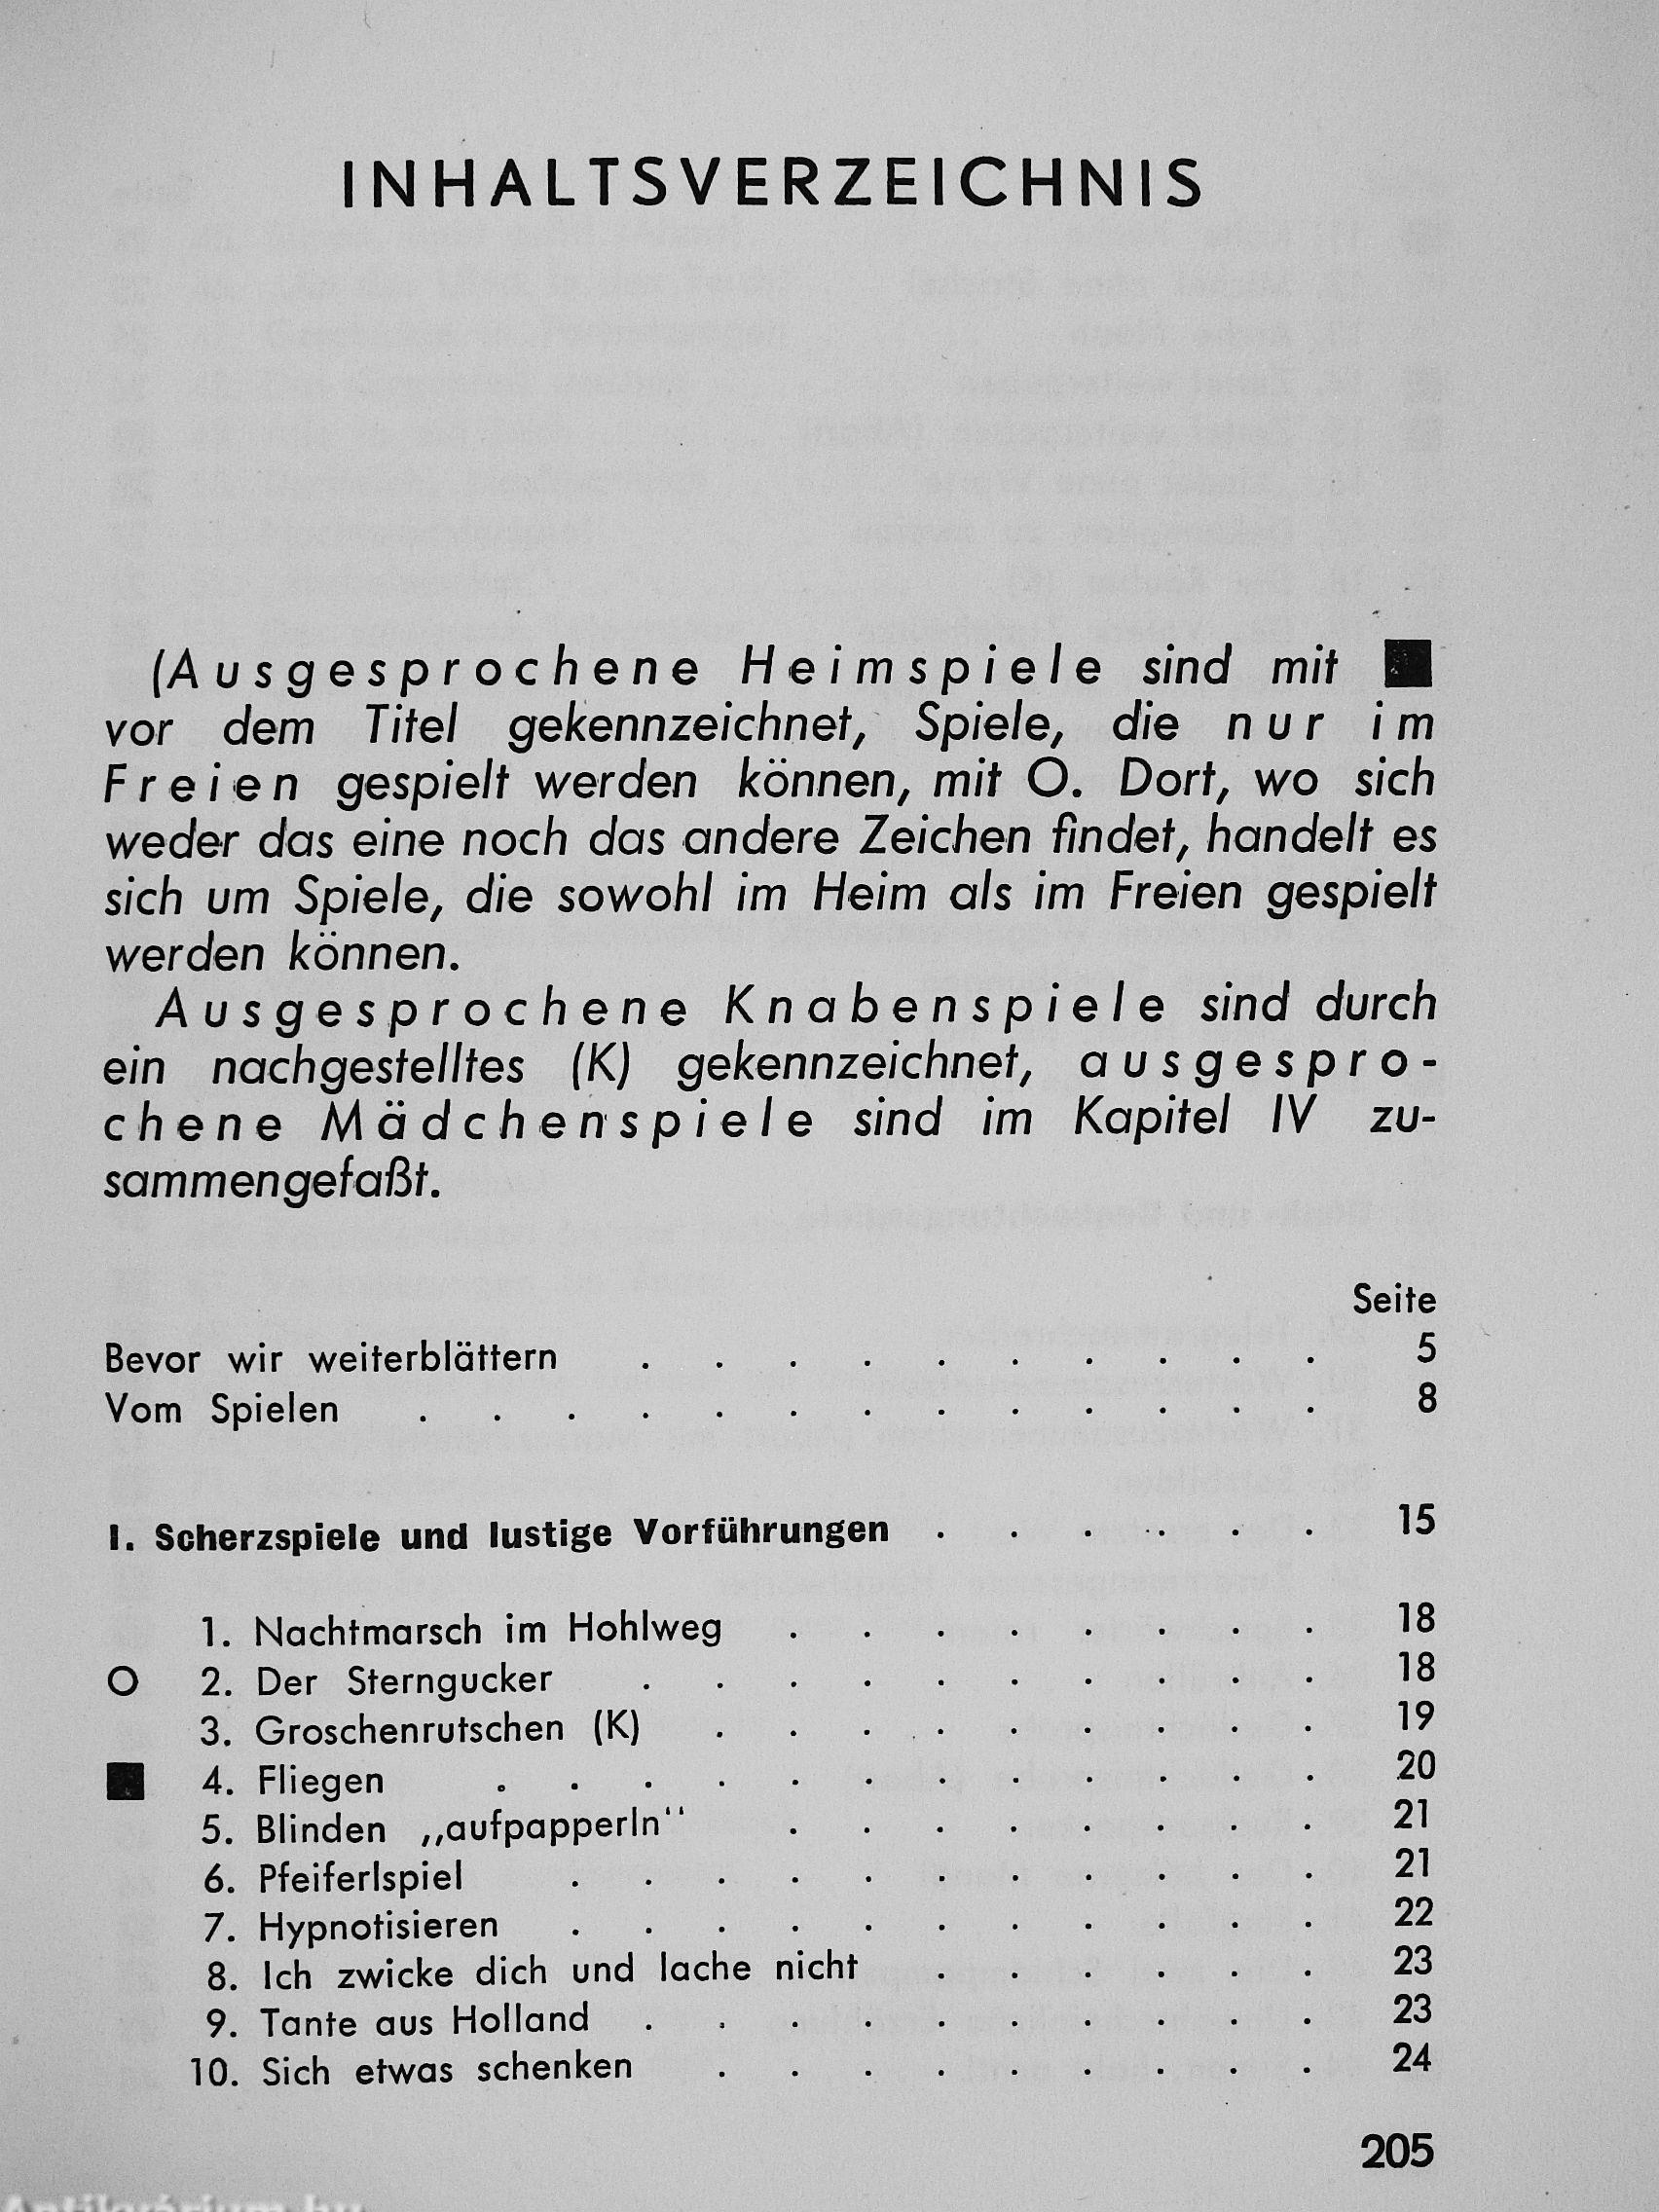 INHALTSVERZEICHNIS
(Ausgesprochene Heimspiele sind mit ■
vor dem Titel gekennzeichnet, Spiele, die nur im
Freien gespielt werden können, mit O. Dort, wo sich
weder das eine noch das andere Zeichen findet, handelt es
sich um Spiele, die sowohl im Heim als im Freien gespielt
werden können.
Ausgesprochene Knabenspiele sind durch
ein nachgestelltes (K) gekennzeichnet, ausgespro-
chene Mädchenspiele sind im Kapitel IV zu-
sammengefaßt.
Seite
Bevor wir weiterblättern . . . . . . . . . . 5
Vom Spielen . . . . . . . . . . . . . 8
I. Scherzspiele und lustige Vorführungen . . . . . . 15
1. Nachtmarsch im Hohlweg . . . . . . . . 18
O 2. Der Sterngucker . . . . . . . . . . 18
3. Groschenrutschen (K) . . . . . . . . . 19
■ 4. Fliegen . . . . . . . . . . . . 20
5. Blinden ,,aufpapperln'' . . . . . . . . 21
6. Pfeiferlspiel . . . . . . . . . . . 21
7. Hypnotisieren . . . . . . . . . . . 22
8. Ich zwicke dich und lache nicht . . . . . . 23
9. Tante aus Holland . . . . . . . . . . 23
10. Sich etwas schenken . . . . . . . . . 24
205
Antikvárium.hu